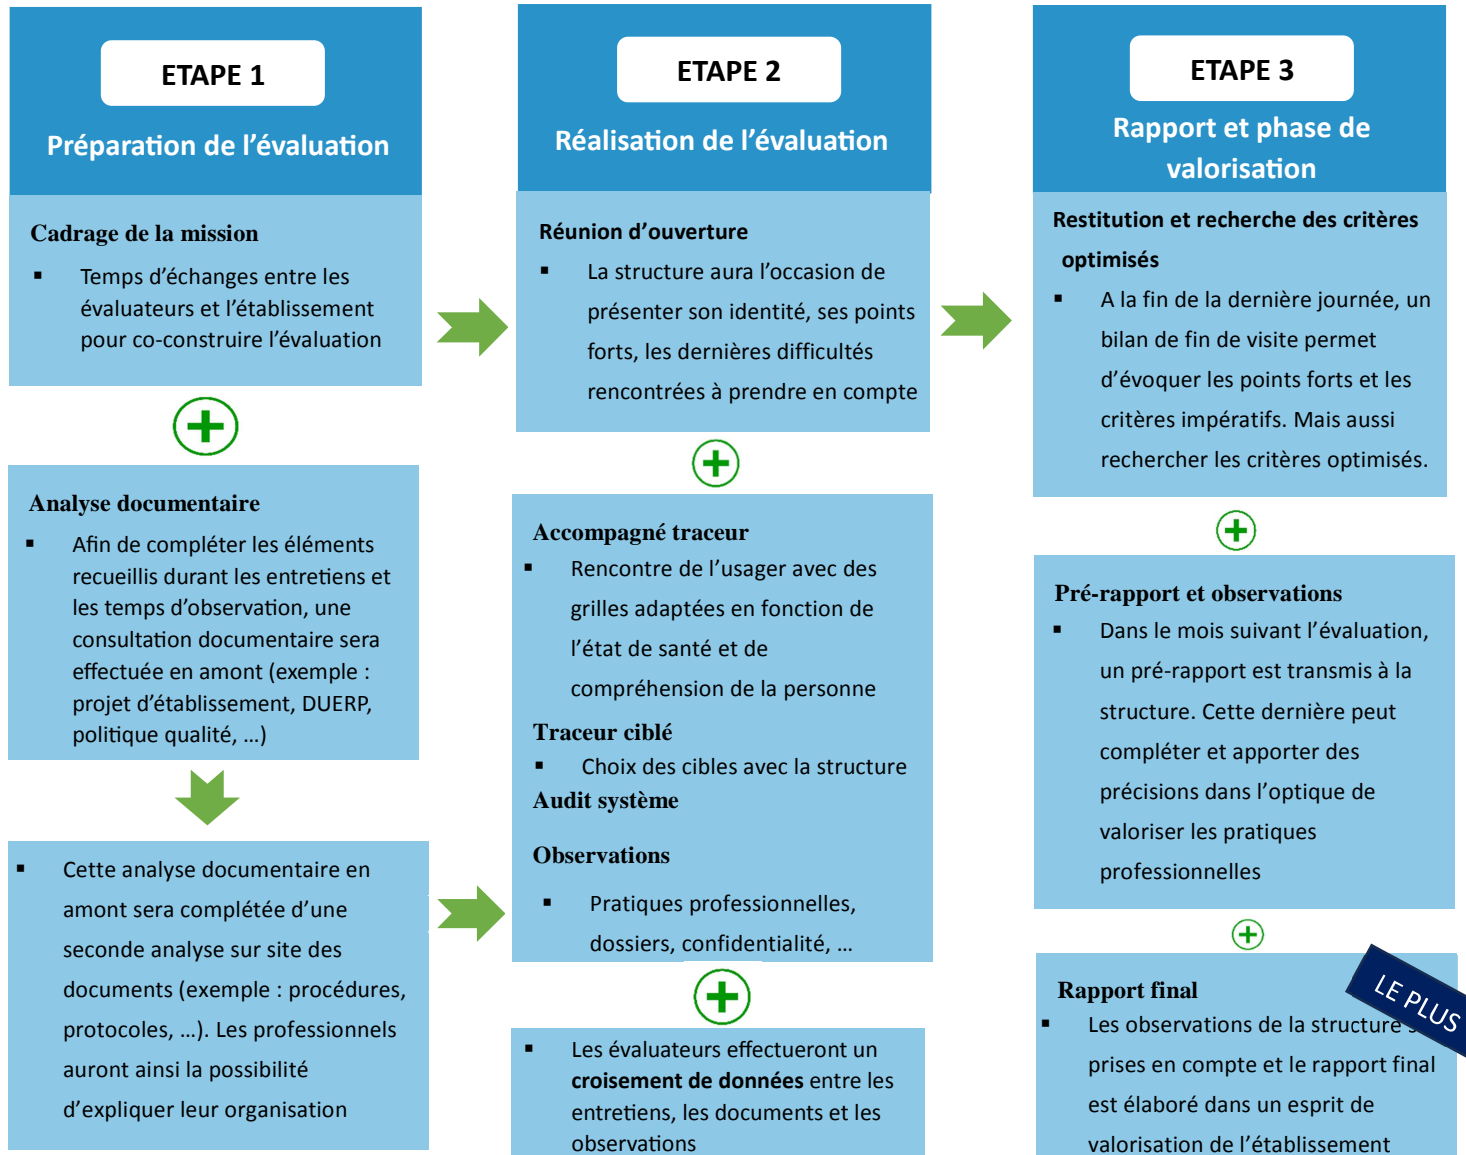 ETAPE 1
Préparation de l’évaluation
Cadrage de la mission
▪ Temps d’échanges entre les
évaluateurs et l’établissement
pour co-construire l’évaluation
Analyse documentaire
▪ Afin de compléter les éléments
recueillis durant les entretiens et
les temps d’observation, une
consultation documentaire sera
effectuée en amont (exemple :
projet d’établissement, DUERP,
politique qualité, …)
▪ Cette analyse documentaire en
amont sera complétée d’une
seconde analyse sur site des
documents (exemple : procédures,
protocoles, …). Les professionnels
auront ainsi la possibilité
d’expliquer leur organisation
ETAPE 2
Réalisation de l’évaluation
Réunion d’ouverture
▪ La structure aura l’occasion de
présenter son identité, ses points
forts, les dernières difficultés
rencontrées à prendre en compte
Accompagné traceur
▪ Rencontre de l’usager avec des
grilles adaptées en fonction de
l’état de santé et de
compréhension de la personne
Traceur ciblé
▪ Choix des cibles avec la structure
Audit système
Observations
▪ Pratiques professionnelles,
dossiers, confidentialité, …
▪ Les évaluateurs effectueront un
croisement de données entre les
entretiens, les documents et les
observations
ETAPE 3
Rapport et phase de
valorisation
Restitution et recherche des critères
optimisés
▪ A la fin de la dernière journée, un
bilan de fin de visite permet
d’évoquer les points forts et les
critères impératifs. Mais aussi
rechercher les critères optimisés.
Pré-rapport et observations
▪ Dans le mois suivant l’évaluation,
un pré-rapport est transmis à la
structure. Cette dernière peut
compléter et apporter des
précisions dans l’optique de
valoriser les pratiques
professionnelles
LE PLUS
Rapport final
▪ Les observations de la structure
prises en compte et le rapport final
est élaboré dans un esprit de
valorisation de l’établissement